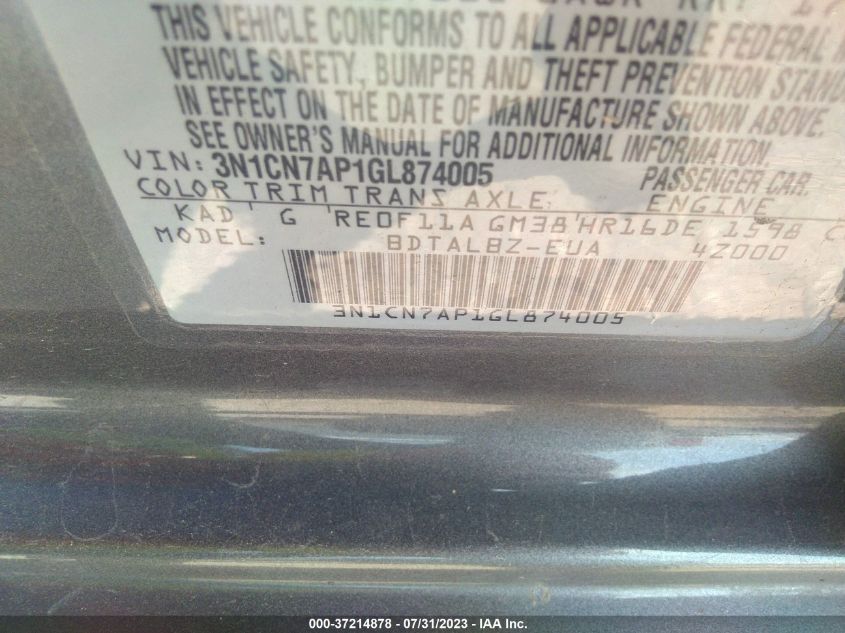 THIS VEHICLE CONFORMS TO ALL APPLICABLE FEDERAL
VEHICLE SAFETY, BUMPER AND THEFT PREVENTION STAND
IN EFFECT ON THE DATE OF MANUFACTURE SHOWN ABOVE.
SEE OWNER'S MANUAL FOR ADDITIONAL INFORMATION.
VIN: 3N1CN7AP1GL874005 PASSENGER CAR
COLOR TRIM TRANS AXLE ENGINE
KAD G RE0F11A GM38 HR16DE 1598 C
MODEL: BDTALBZ-EUA 4Z000
3N1CN7AP1GL874005
000-37214878 - 07/31/2023 - IAA Inc.